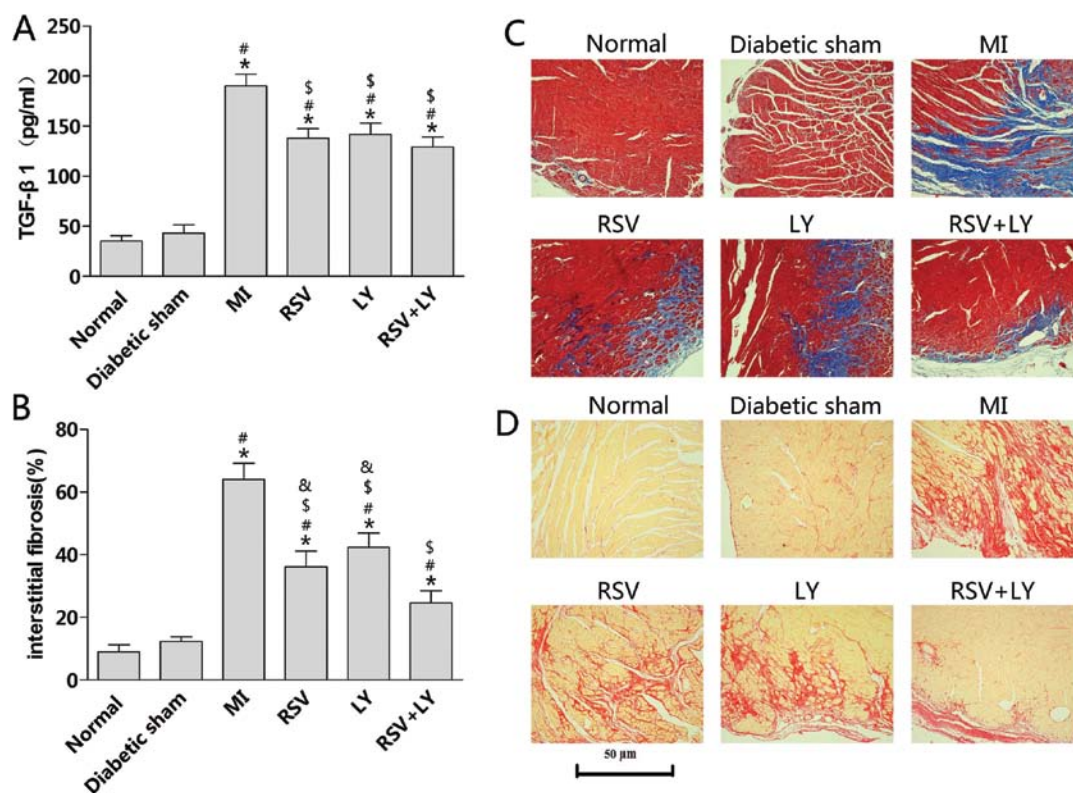 A
TGF-β 1 (pg/ml)
250
200
150
100
50
0
#
*
$
#
*
$
#
*
$
#
*
Normal
Diabetic sham
MI
RSV
LY
RSV+LY
B
interstitial fibrosis(%)
80
60
40
20
0
#
*
&
$
#
*
&
$
#
*
$
#
*
Normal
Diabetic sham
MI
RSV
LY
RSV+LY
C
Normal
Diabetic sham
MI
RSV
LY
RSV+LY
D
Normal
Diabetic sham
MI
RSV
LY
RSV+LY
50 μm